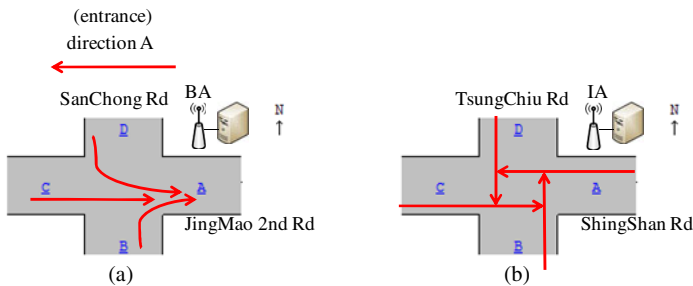 (entrance)
direction A
SanChong Rd
BA
N
D
C
A
B
JingMao 2nd Rd
(a)
TsungChiu Rd
IA
N
D
C
A
B
ShingShan Rd
(b)